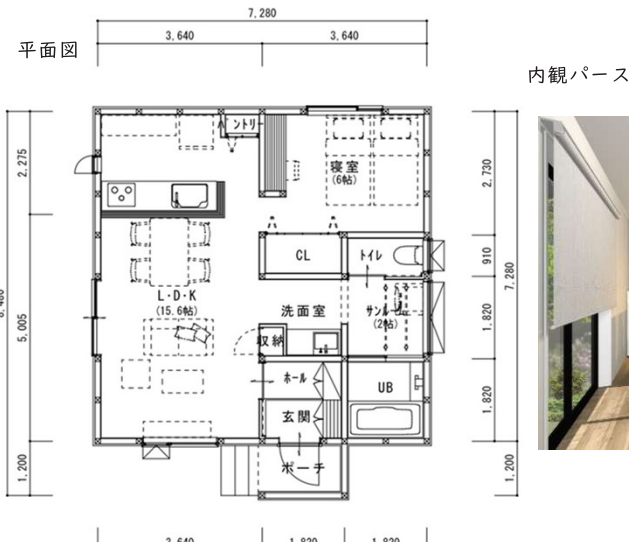 平面図
内観パース
7,280
3,640
3,640
ントリ
寝室
(6帖)
2,275
2,730
CL
トイレ
910
L・D・K
(15.6帖)
洗面室
7,280
1,820
5,005
収納
ホール
UB
玄関
1,820
ポーチ
1,200
1,200
3,640
1,820
1,820